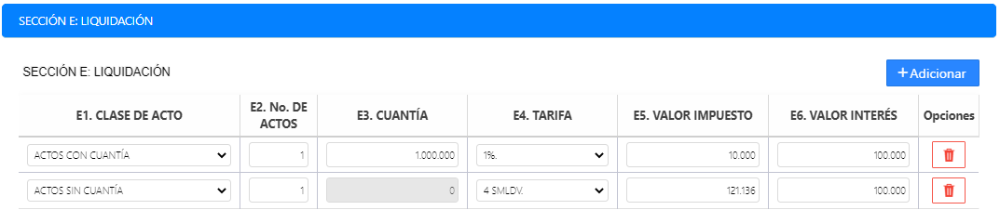 SECCIÓN E: LIQUIDACIÓN
SECCIÓN E: LIQUIDACIÓN
+ Adicionar
E1. CLASE DE ACTO E2. No. DE ACTOS E3. CUANTÍA E4. TARIFA E5. VALOR IMPUESTO E6. VALOR INTERÉS Opciones
ACTOS CON CUANTÍA 1 1.000.000 1%. 10.000 100.000
ACTOS SIN CUANTÍA 1 0 4 SMLDV. 121.136 100.000